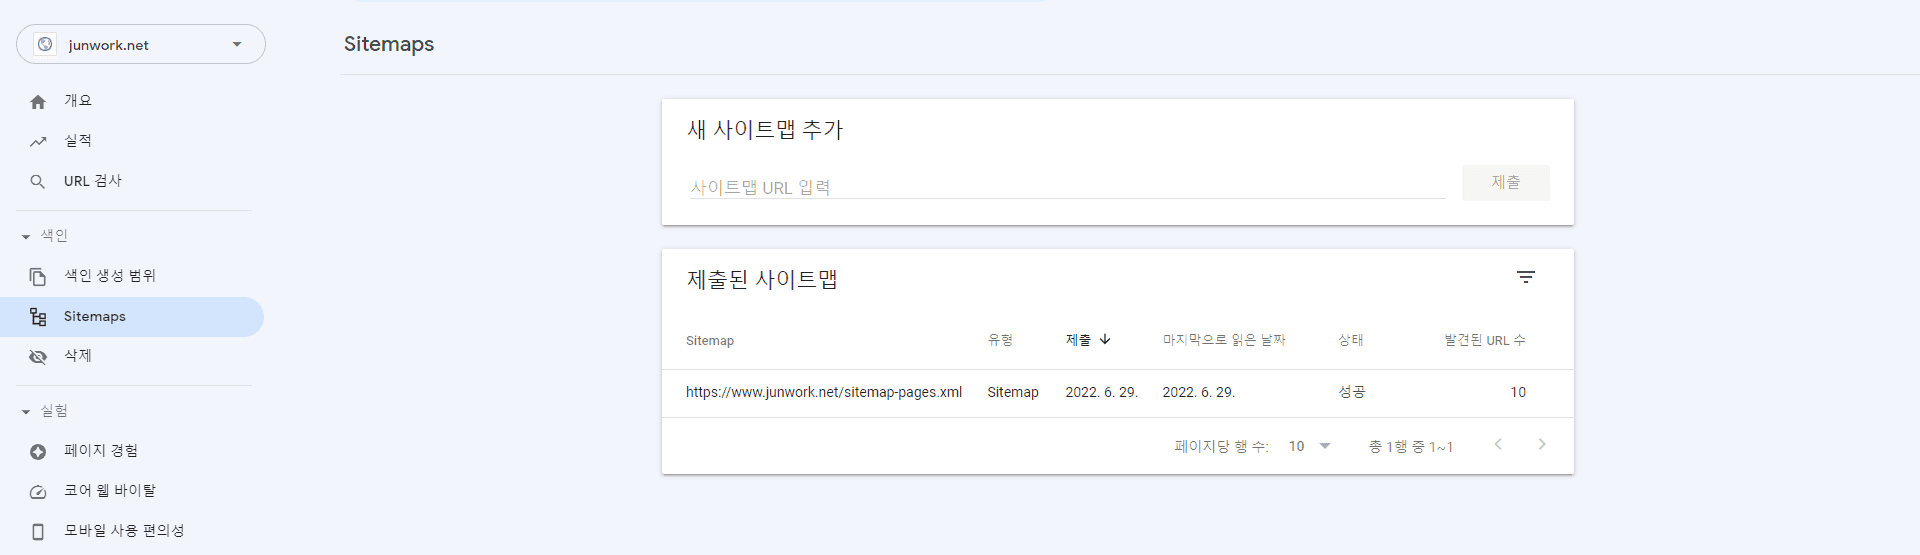 junwork.net
개요
실적
URL 검사
색인
색인 생성 범위
Sitemaps
삭제
실험
페이지 경험
코어 웹 바이탈
모바일 사용 편의성
Sitemaps
새 사이트맵 추가
사이트맵 URL 입력
제출
제출된 사이트맵
Sitemap 유형 제출 마지막으로 읽은 날짜 상태 발견된 URL 수
https://www.junwork.net/sitemap-pages.xml Sitemap 2022. 6. 29. 2022. 6. 29. 성공 10
페이지당 행 수: 10 총 1행 중 1~1